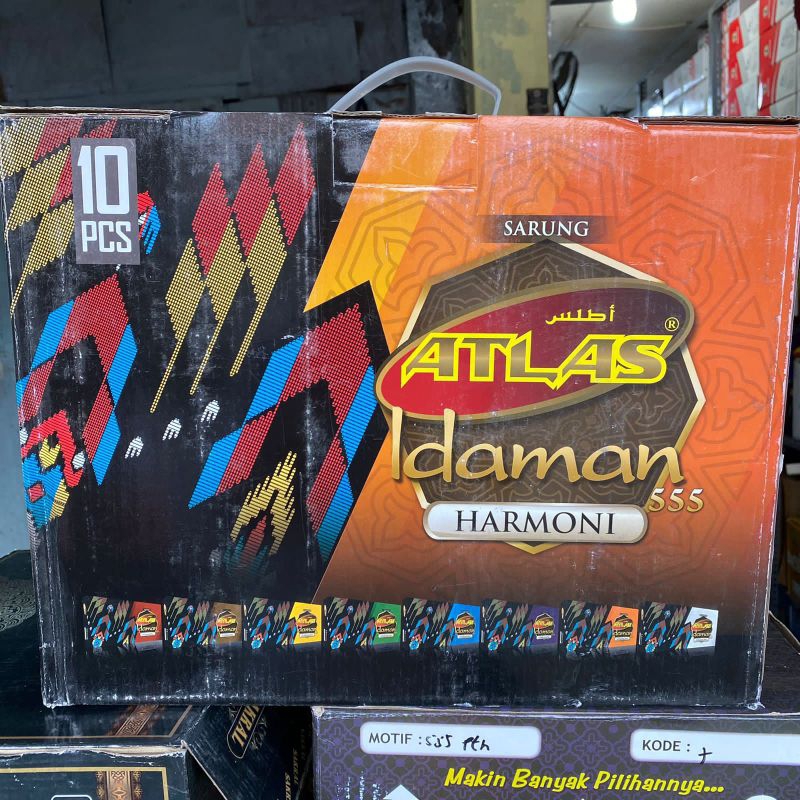 10
PCS
SARUNG
أطلس
ATLAS®
Idaman
555
HARMONI
MOTIF : 555 Pth
KODE : +
Makin Banyak Pilihannya...